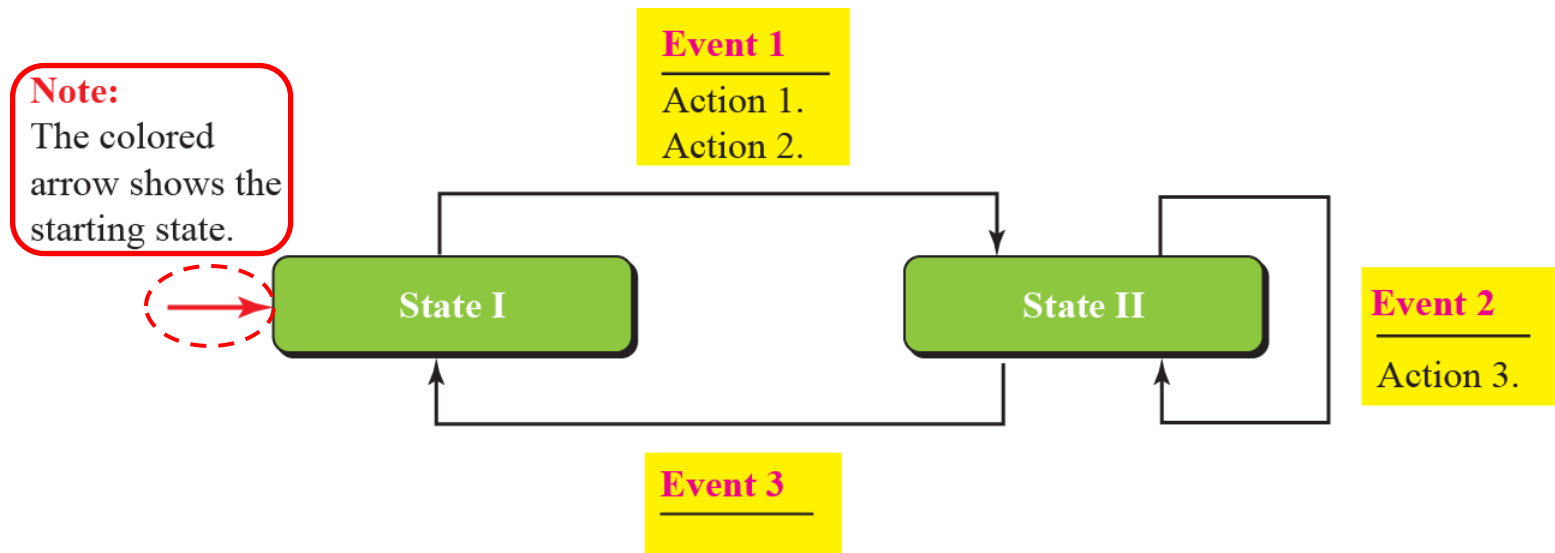 Event 1
Action 1.
Action 2.
Note:
The colored
arrow shows the
starting state.
State I
State II
Event 2
Action 3.
Event 3